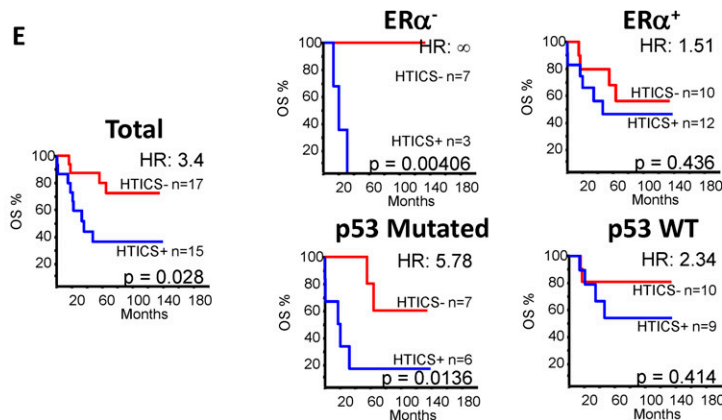 E
Total
HR: 3.4
OS %
100
80
60
40
20
HTICS- n=17
HTICS+ n=15
p = 0.028
20 60 100 140 180
Months
ERα-
HR: ∞
OS %
100
80
60
40
20
HTICS- n=7
HTICS+ n=3
p = 0.00406
20 60 100 140 180
Months
ERα+
HR: 1.51
OS %
100
80
60
40
20
HTICS- n=10
HTICS+ n=12
p = 0.436
20 60 100 140 180
Months
p53 Mutated
HR: 5.78
OS %
100
80
60
40
20
HTICS- n=7
HTICS+ n=6
p = 0.0136
20 60 100 140 180
Months
p53 WT
HR: 2.34
OS %
100
80
60
40
20
HTICS- n=10
HTICS+ n=9
p = 0.414
20 60 100 140 180
Months